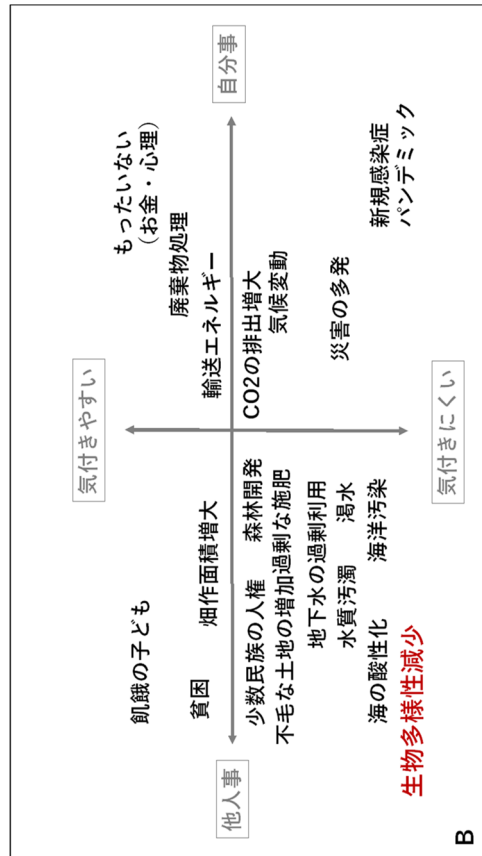 気付きやすい
もったいない
（お金・心理）
飢餓の子ども
廃棄物処理
貧困
畑作面積増大
輸送エネルギー
他人事
自分事
少数民族の人権
森林開発
CO2の排出増大
不毛な土地の増加
過剰な施肥
気候変動
地下水の過剰利用
水質汚濁
渇水
災害の多発
海の酸性化
海洋汚染
新規感染症
パンデミック
生物多様性減少
気付きにくい
B